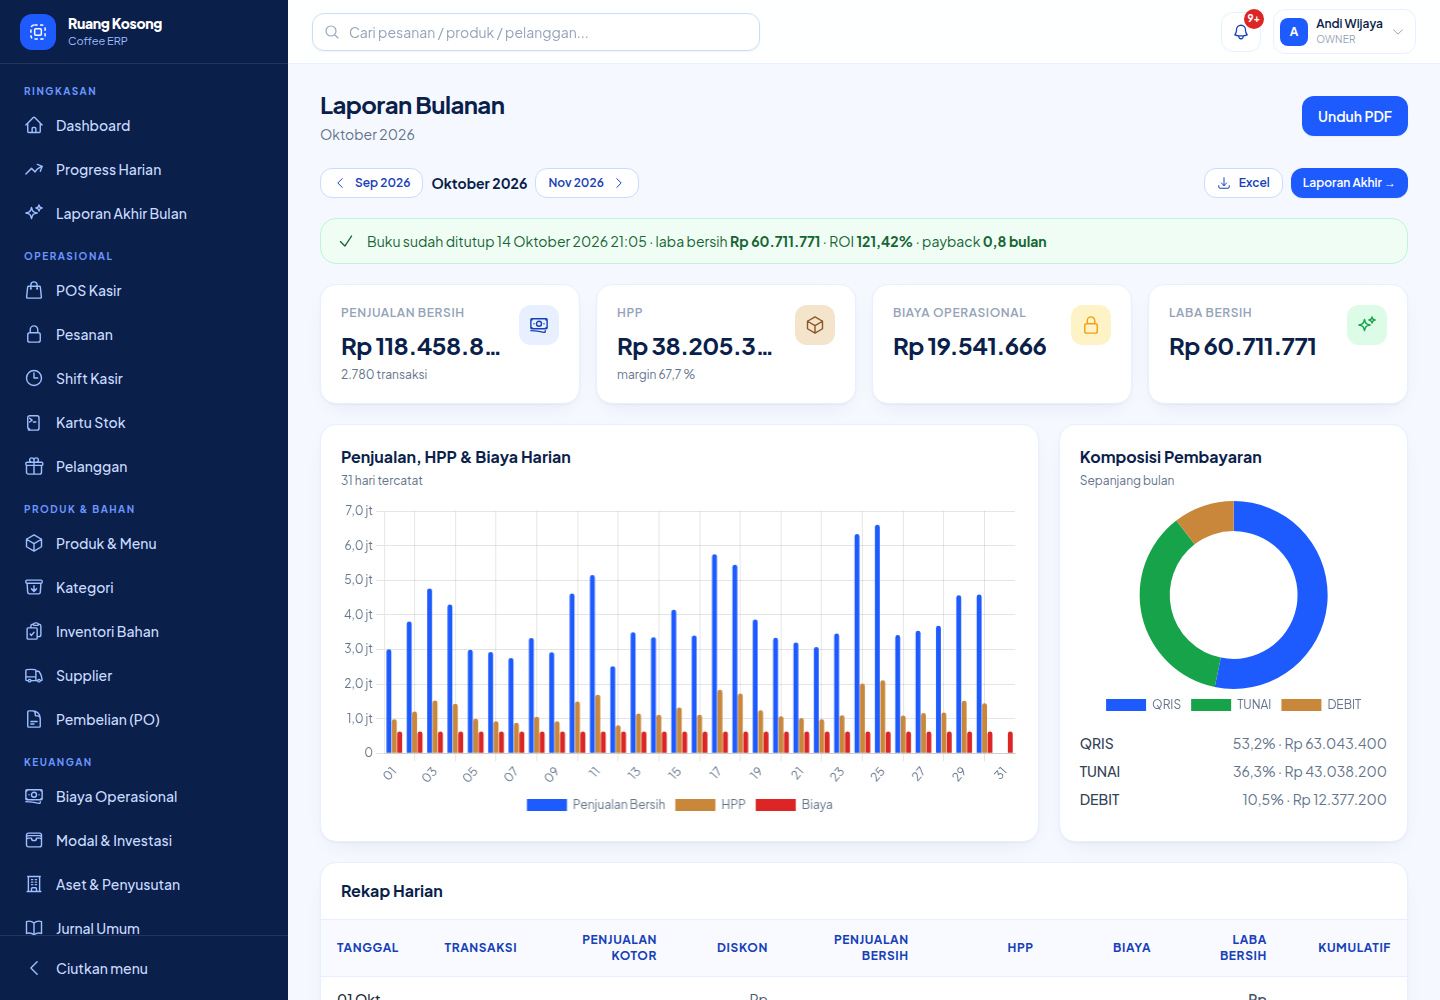 Ruang Kosong
Coffee ERP
RINGKASAN
Dashboard
Progress Harian
Laporan Akhir Bulan
OPERASIONAL
POS Kasir
Pesanan
Shift Kasir
Kartu Stok
Pelanggan
PRODUK & BAHAN
Produk & Menu
Kategori
Inventori Bahan
Supplier
Pembelian (PO)
KEUANGAN
Biaya Operasional
Modal & Investasi
Aset & Penyusutan
Jurnal Umum
Ciutkan menu
Cari pesanan / produk / pelanggan...
9+
A
Andi Wijaya
OWNER
Laporan Bulanan
Oktober 2026
Unduh PDF
Sep 2026
Oktober 2026
Nov 2026
Excel
Laporan Akhir →
Buku sudah ditutup 14 Oktober 2026 21:05 · laba bersih Rp 60.711.771 · ROI 121,42% · payback 0,8 bulan
PENJUALAN BERSIH
Rp 118.458.8...
2.780 transaksi
HPP
Rp 38.205.3...
margin 67,7 %
BIAYA OPERASIONAL
Rp 19.541.666
LABA BERSIH
Rp 60.711.771
Penjualan, HPP & Biaya Harian
31 hari tercatat
7,0 jt
6,0 jt
5,0 jt
4,0 jt
3,0 jt
2,0 jt
1,0 jt
0
01 03 05 07 09 11 13 15 17 19 21 23 25 27 29 31
Penjualan Bersih HPP Biaya
Komposisi Pembayaran
Sepanjang bulan
QRIS TUNAI DEBIT
QRIS 53,2% · Rp 63.043.400
TUNAI 36,3% · Rp 43.038.200
DEBIT 10,5% · Rp 12.377.200
Rekap Harian
TANGGAL TRANSAKSI PENJUALAN KOTOR DISKON PENJUALAN BERSIH HPP BIAYA LABA BERSIH KUMULATIF
01 Okt Rp Rp